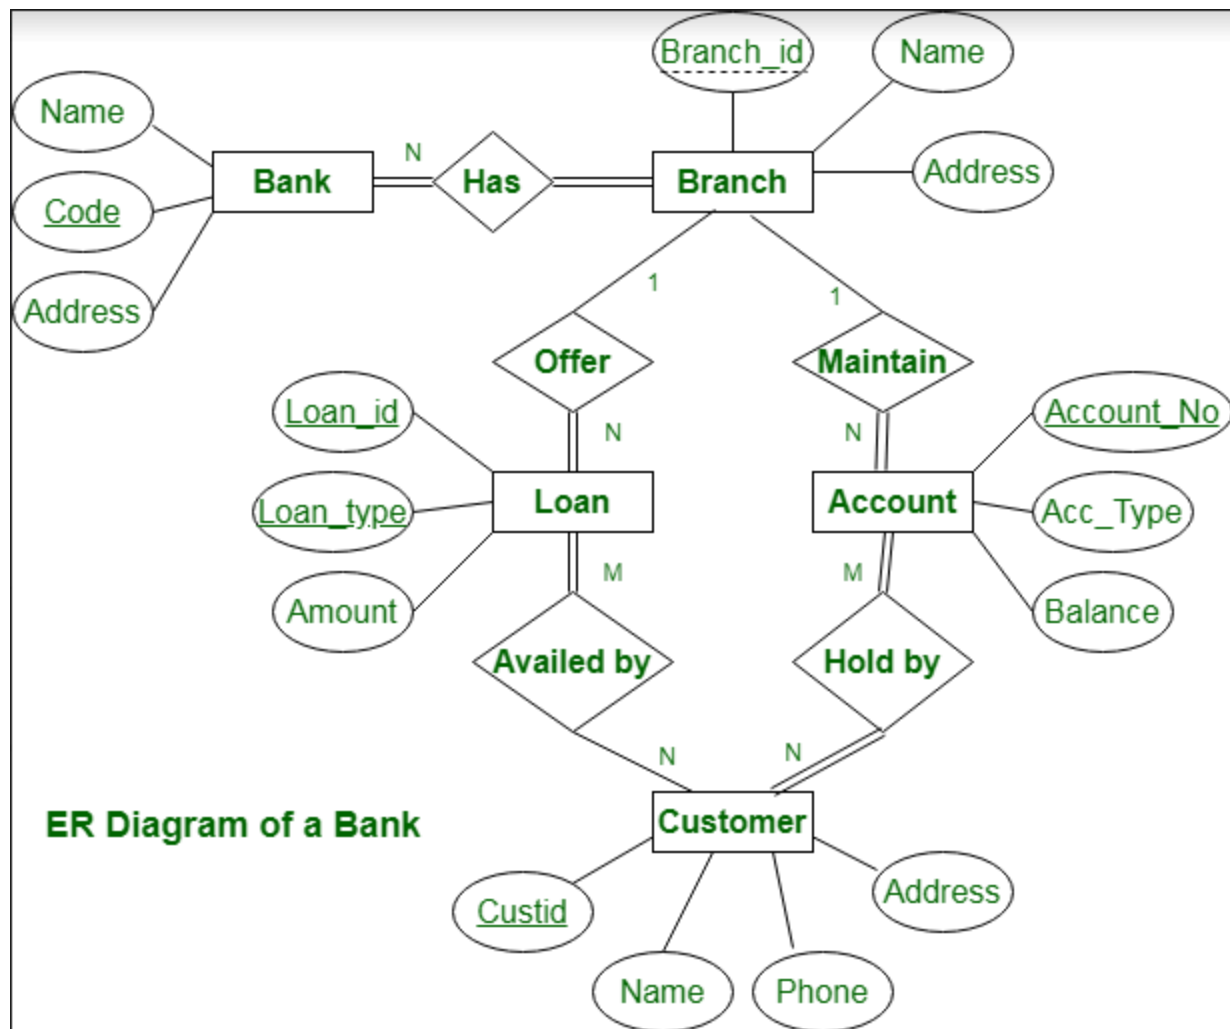 Branch_id
Name
Name
N
Bank
Has
Branch
Address
Code
Address
1
1
Offer
Maintain
Loan_id
N
N
Account_No
Loan_type
Loan
Account
Acc_Type
M
M
Amount
Balance
Availed by
Hold by
N
N
ER Diagram of a Bank
Customer
Custid
Address
Name
Phone